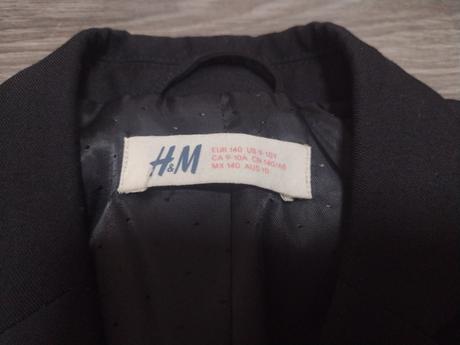 H&M
EUR 140 US 9-10Y
CA 9-10A CN 140/68
MX 140 AUS 10